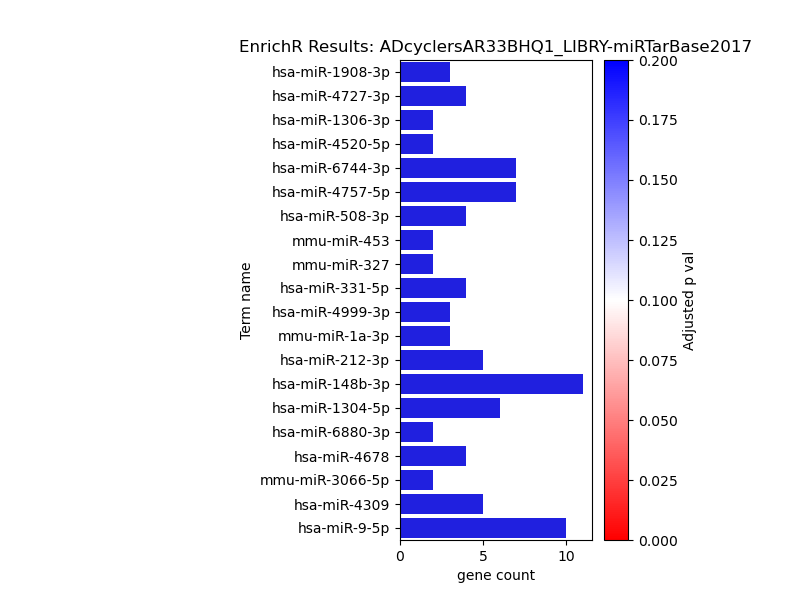 EnrichR Results: ADcyclersAR33BHQ1_LIBRY-miRTarBase2017
hsa-miR-1908-3p
hsa-miR-4727-3p
hsa-miR-1306-3p
hsa-miR-4520-5p
hsa-miR-6744-3p
hsa-miR-4757-5p
hsa-miR-508-3p
mmu-miR-453
mmu-miR-327
hsa-miR-331-5p
hsa-miR-4999-3p
mmu-miR-1a-3p
hsa-miR-212-3p
hsa-miR-148b-3p
hsa-miR-1304-5p
hsa-miR-6880-3p
hsa-miR-4678
mmu-miR-3066-5p
hsa-miR-4309
hsa-miR-9-5p
Term name
0 5 10
gene count
0.200
0.175
0.150
0.125
0.100
0.075
0.050
0.025
0.000
Adjusted p val